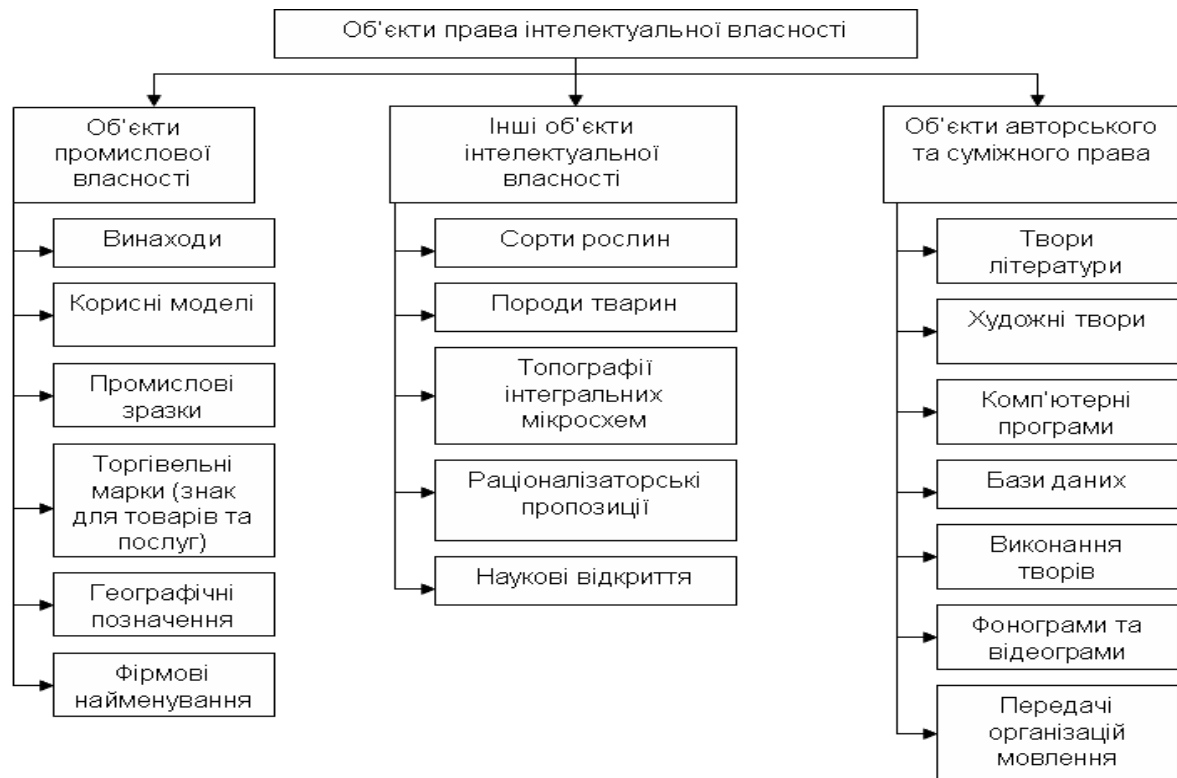 Об'єкти права інтелектуальної власності
Об'єкти
промислової
власності
Винаходи
Корисні моделі
Промислові
зразки
Торгівельні
марки (знак
для товарів та
послуг)
Географічні
позначення
Фірмові
найменування
Інші об'єкти
інтелектуальної
власності
Сорти рослин
Породи тварин
Топографії
інтегральних
мікросхем
Раціоналізаторські
пропозиції
Наукові відкриття
Об'єкти авторського
та суміжного права
Твори
літератури
Художні твори
Комп'ютерні
програми
Бази даних
Виконання
творів
Фонограми та
відеограми
Передачі
організацій
мовлення